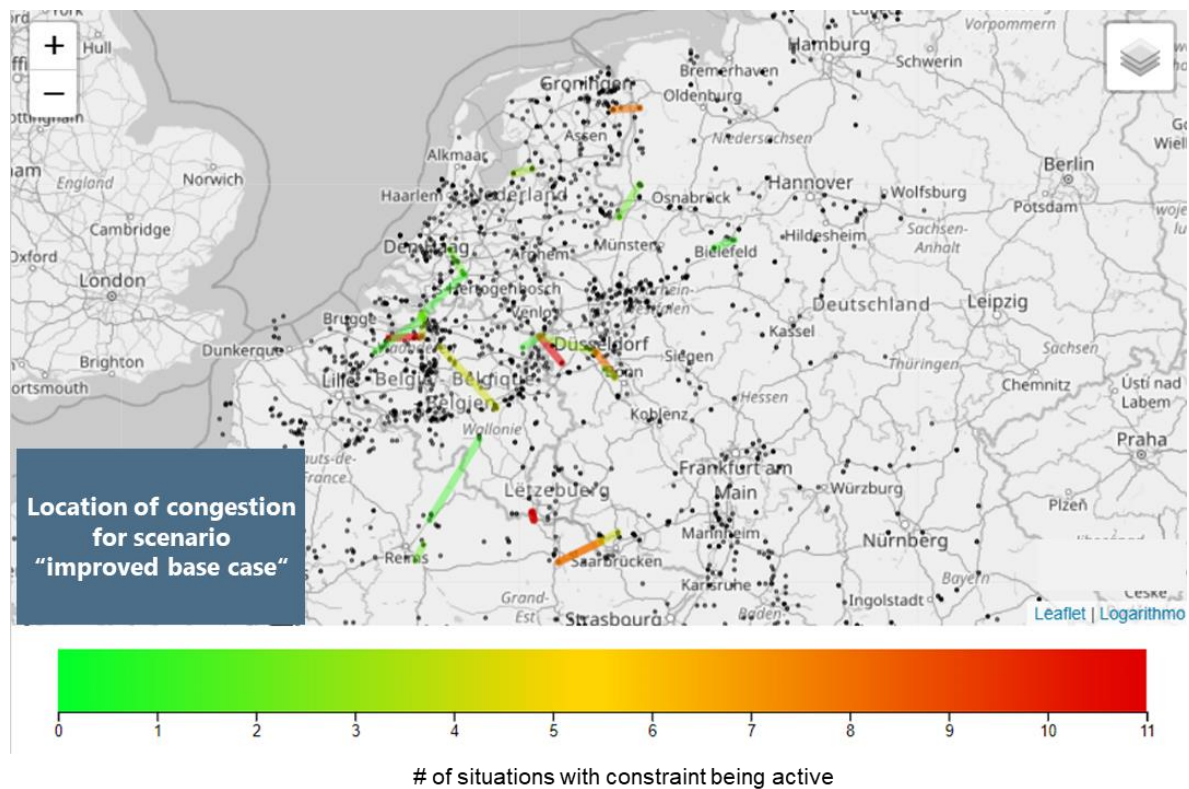 +
Hull
−
Groningen
Bremerhaven
Hamburg
Schwerin
Vorpommern
Oldenburg
Assen
Niedersachsen
Norwich
England
Alkmaar
Haarlem
Nederland
Osnabrück
Hannover
Wolfsburg
Berlin
Potsdam
Cambridge
Oxford
Den Haag
Arnhem
Münster
Bielefeld
Hildesheim
Sachsen-
Anhalt
London
Brugge
Venlo
Düsseldorf
Deutschland
Leipzig
Kassel
Brighton
Dunkerque
Lille
België - Belgique
Belgien
Bonn
Siegen
Thüringen
Sachsen
Chemnitz
Ústí nad
Labem
Hessen
Koblenz
Wallonie
Praha
Frankfurt am
Main
Würzburg
Plzeň
Lëtzebuerg
Mannheim
Nürnberg
Reims
Saarbrücken
Karlsruhe
Bayern
Grand-
Est
Strasbourg
Baden-
Ingolstadt
Location of congestion
for scenario
“improved base case“
Leaflet | Logarithmo
0 1 2 3 4 5 6 7 8 9 10 11
# of situations with constraint being active